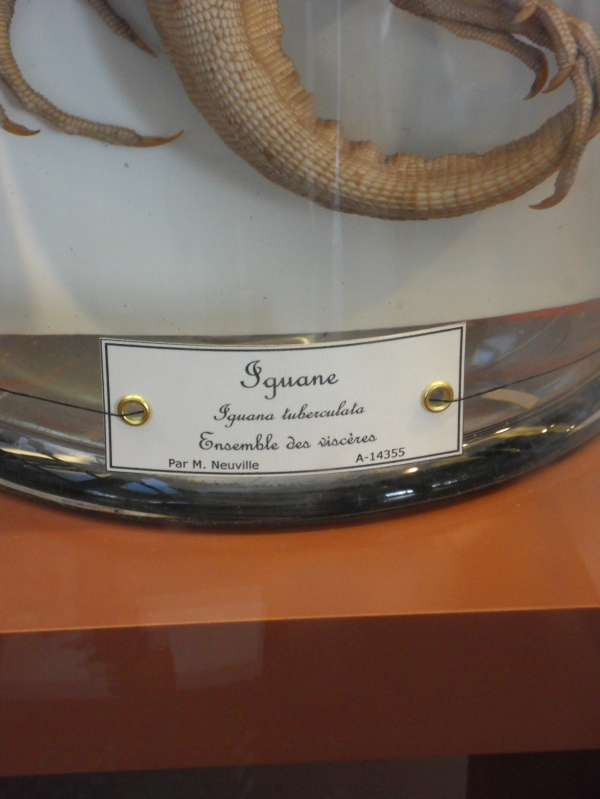 Iguane
Iguana tuberculata
Ensemble des viscères
Par M. Neuville A-14355